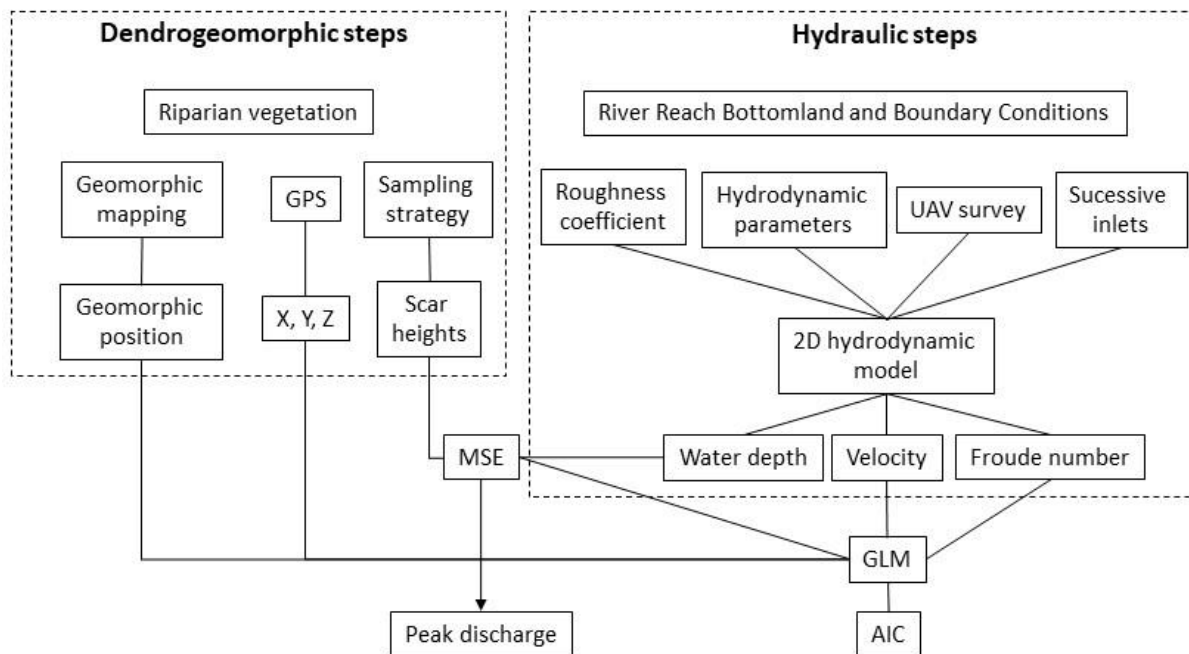 Dendrogeomorphic steps
Riparian vegetation
Geomorphic
mapping
GPS
Sampling
strategy
Geomorphic
position
X, Y, Z
Scar
heights
Hydraulic steps
River Reach Bottomland and Boundary Conditions
Roughness
coefficient
Hydrodynamic
parameters
UAV survey
Sucessive
inlets
2D hydrodynamic
model
MSE
Water depth
Velocity
Froude number
GLM
Peak discharge
AIC